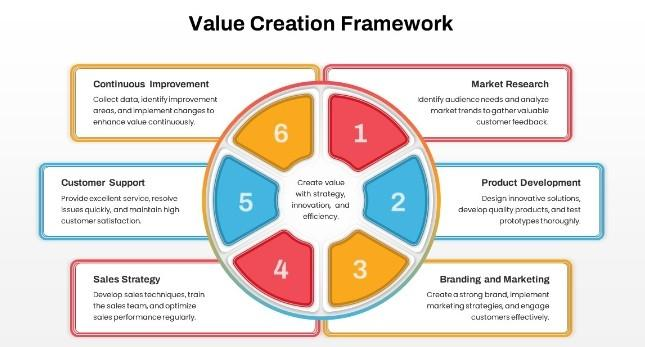 Value Creation Framework
Continuous Improvement
Collect data, identify improvement
areas, and implement changes to
enhance value continuously.
Market Research
Identify audience needs and analyze
market trends to gather valuable
customer feedback.
6
1
Customer Support
Provide excellent service, resolve
issues quickly, and maintain high
customer satisfaction.
5
Create value
with strategy,
innovation, and
efficiency.
2
Product Development
Design innovative solutions,
develop quality products, and test
prototypes thoroughly.
4
3
Sales Strategy
Develop sales techniques, train
the sales team, and optimize
sales performance regularly.
Branding and Marketing
Create a strong brand, implement
marketing strategies, and engage
customers effectively.